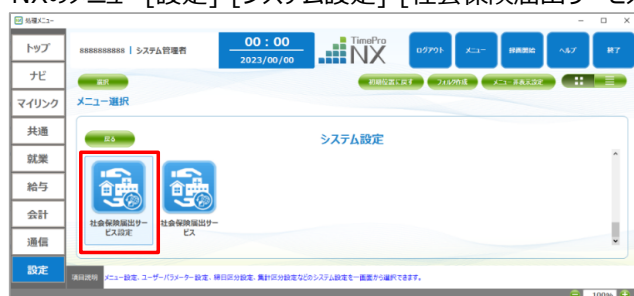 NXのメニュー [設定] [システム設定] [社会保険届出サービス
処理メニュー
トップ
8888888888 | システム管理者
00：00
2023/00/00
TimePro
NX
ログアウト
メニュー
録画開始
ヘルプ
終了
ナビ
選択
初期位置に戻す
フォルダ作成
メニュー非表示設定
マイリンク
メニュー選択
共通
戻る
システム設定
就業
給与
会計
通信
設定
社会保険届出サー
ビス設定
社会保険届出サー
ビス
項目説明
メニュー設定、ユーザーパラメーター設定、締日区分設定、集計区分設定などのシステム設定を一画面から選択できます。
100%